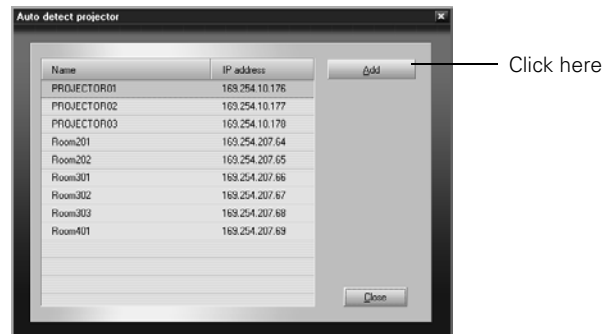 Auto detect projector
Name IP address Add
Click here
PROJECTOR01 169.254.10.176
PROJECTOR02 169.254.10.177
PROJECTOR03 169.254.10.178
Room201 169.254.207.64
Room202 169.254.207.65
Room301 169.254.207.66
Room302 169.254.207.67
Room303 169.254.207.68
Room401 169.254.207.69
Close